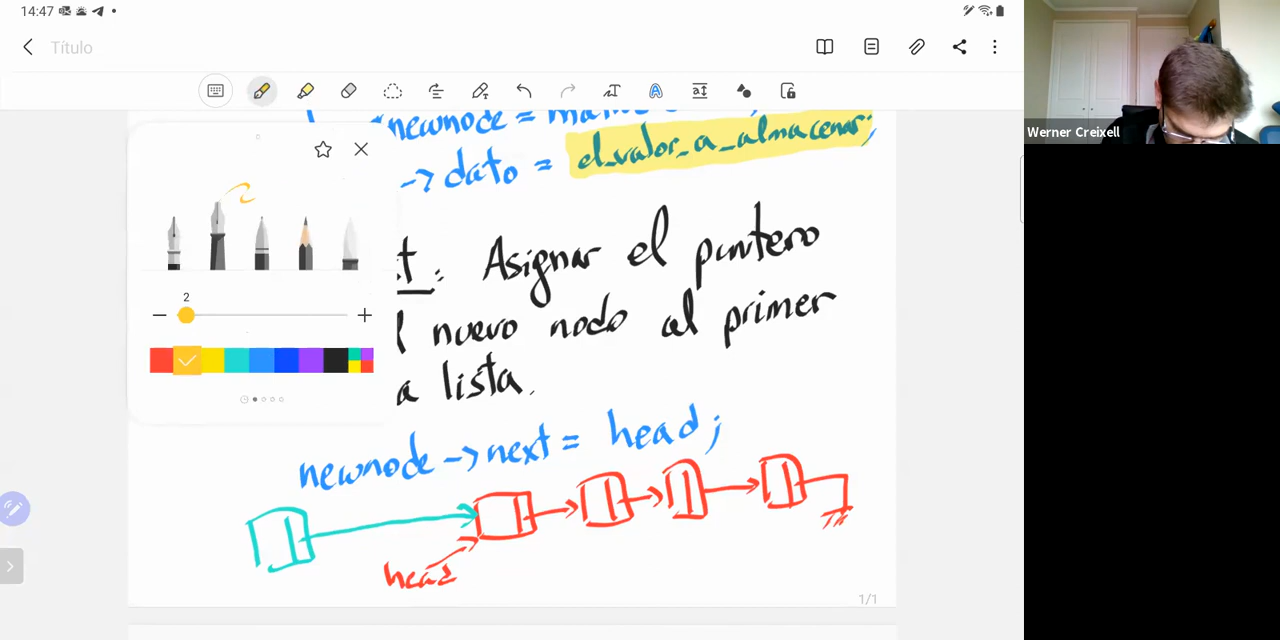 14:47
Título
*newnode =
-> dato = el_valor_a_almacenar;
t: Asignar el puntero
l nuevo nodo al primer
a lista.
2
newnode -> next = head;
head
1/1
Werner Creixell